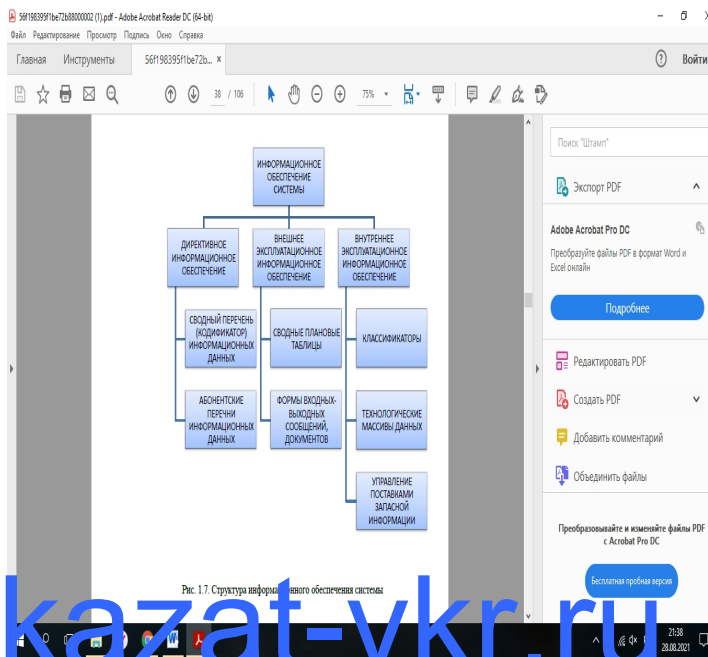 56f198395f1be72b88000002 (1).pdf - Adobe Acrobat Reader DC (64-bit)
Файл Редактирование Просмотр Подпись Окно Справка
Главная Инструменты 56f198395f1be72b... × ? Войти
38 / 106 75%
ИНФОРМАЦИОННОЕ
ОБЕСПЕЧЕНИЕ
СИСТЕМЫ
ДИРЕКТИВНОЕ
ИНФОРМАЦИОННОЕ
ОБЕСПЕЧЕНИЕ
ВНЕШНЕЕ
ЭКСПЛУАТАЦИОННОЕ
ИНФОРМАЦИОННОЕ
ОБЕСПЕЧЕНИЕ
ВНУТРЕННЕЕ
ЭКСПЛУАТАЦИОННОЕ
ИНФОРМАЦИОННОЕ
ОБЕСПЕЧЕНИЕ
СВОДНЫЙ ПЕРЕЧЕНЬ
(КОДИФИКАТОР)
ИНФОРМАЦИОННЫХ
ДАННЫХ
СВОДНЫЕ ПЛАНОВЫЕ
ТАБЛИЦЫ
КЛАССИФИКАТОРЫ
АБОНЕНТСКИЕ
ПЕРЕЧНИ
ИНФОРМАЦИОННЫХ
ДАННЫХ
ФОРМЫ ВХОДНЫХ-
ВЫХОДНЫХ
СООБЩЕНИЙ,
ДОКУМЕНТОВ
ТЕХНОЛОГИЧЕСКИЕ
МАССИВЫ ДАННЫХ
УПРАВЛЕНИЕ
ПОСТАВКАМИ
ЗАПАСНОЙ
ИНФОРМАЦИИ
Рис. 1.7. Структура информационного обеспечения системы
Поиск "Штамп"
Экспорт PDF
Adobe Acrobat Pro DC
Преобразуйте файлы PDF в формат Word и
Excel онлайн
Подробнее
Редактировать PDF
Создать PDF
Добавить комментарий
Объединить файлы
Преобразовывайте и изменяйте файлы PDF
с Acrobat Pro DC
Бесплатная пробная версия
kazat-vkr.ru
21:38
28.08.2021